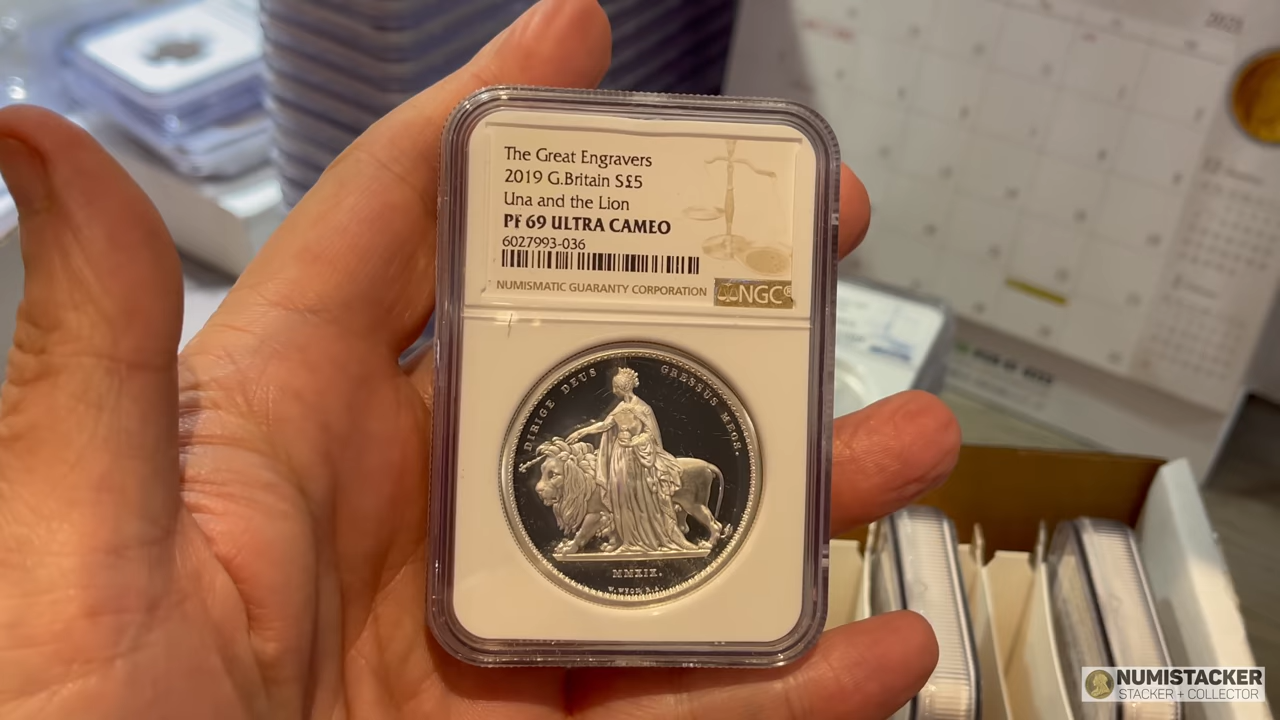 The Great Engravers
2019 G.Britain S£5
Una and the Lion
PF 69 ULTRA CAMEO
6027993-036
NUMISMATIC GUARANTY CORPORATION
NGC®
DIRIGE DEUS GRESSUS MEOS.
MMXIX.
W. WYON R.A.
NUMISTACKER
STACKER + COLLECTOR